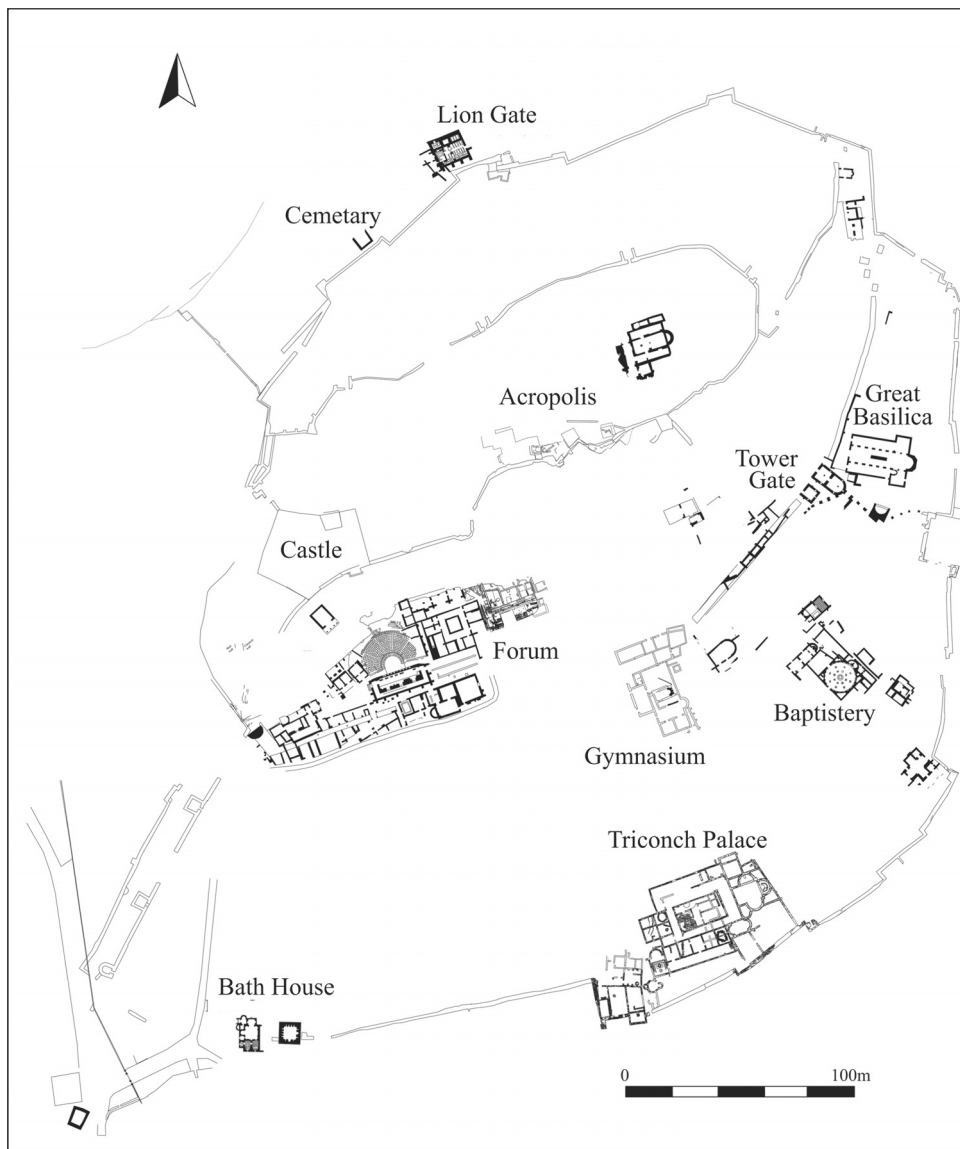 Lion Gate
Cemetary
Acropolis
Great
Basilica
Tower
Gate
Castle
Forum
Gymnasium
Baptistery
Triconch Palace
Bath House
0 100m